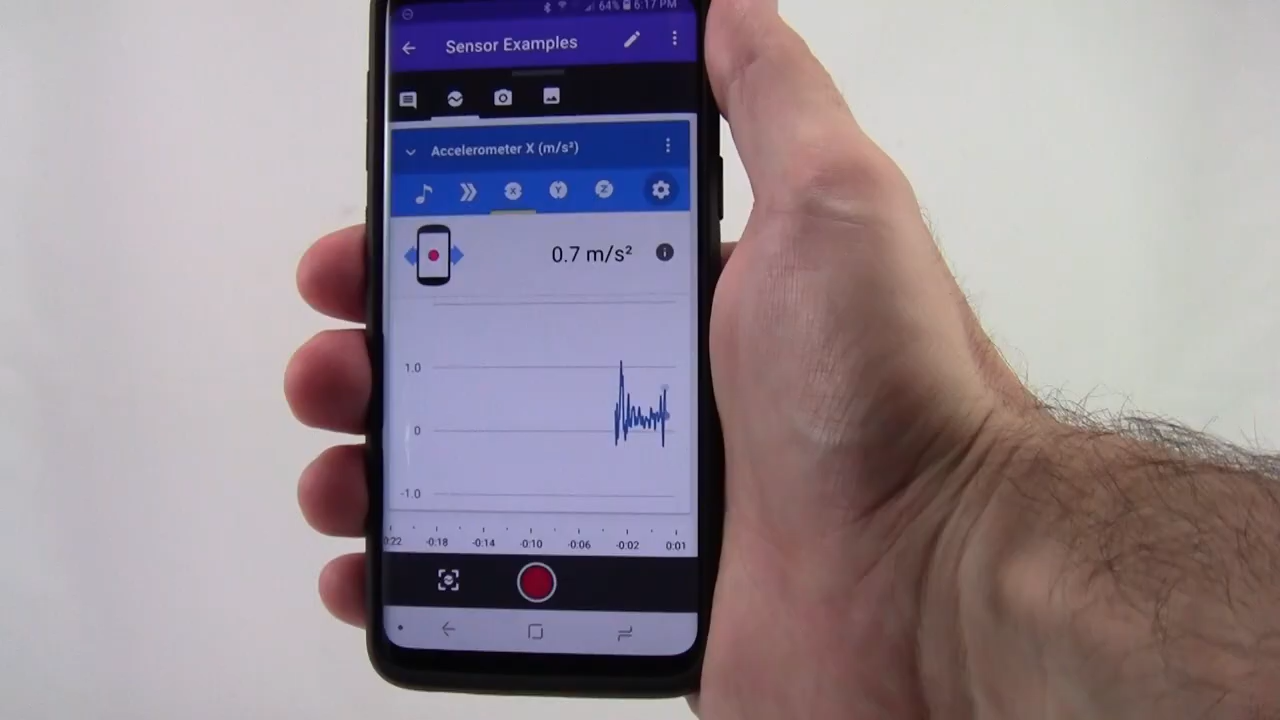 64% 6:17 PM
Sensor Examples
Accelerometer X (m/s²)
X Y Z
0.7 m/s²
1.0
0
-1.0
0:22 -0:18 -0:14 -0:10 -0:06 -0:02 0:01